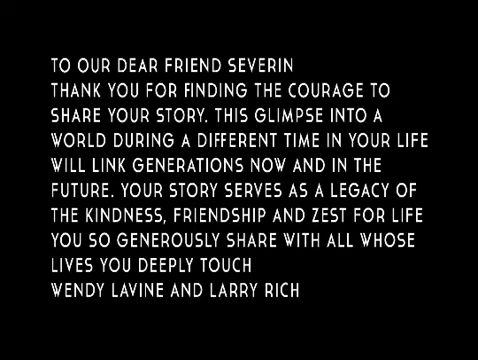 TO OUR DEAR FRIEND SEVERIN
THANK YOU FOR FINDING THE COURAGE TO
SHARE YOUR STORY. THIS GLIMPSE INTO A
WORLD DURING A DIFFERENT TIME IN YOUR LIFE
WILL LINK GENERATIONS NOW AND IN THE
FUTURE. YOUR STORY SERVES AS A LEGACY OF
THE KINDNESS, FRIENDSHIP AND ZEST FOR LIFE
YOU SO GENEROUSLY SHARE WITH ALL WHOSE
LIVES YOU DEEPLY TOUCH
WENDY LAVINE AND LARRY RICH